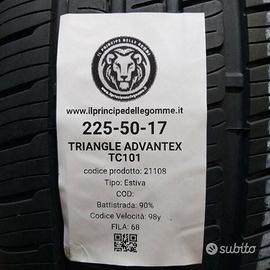 IL PRINCIPE DELLE GOMME
www.ilprincipedellegomme.it
225-50-17
TRIANGLE ADVANTEX
TC101
codice prodotto: 21108
Tipo: Estiva
COD:
Battistrada: 90%
Codice Velocità: 98y
FILA: 68
subito